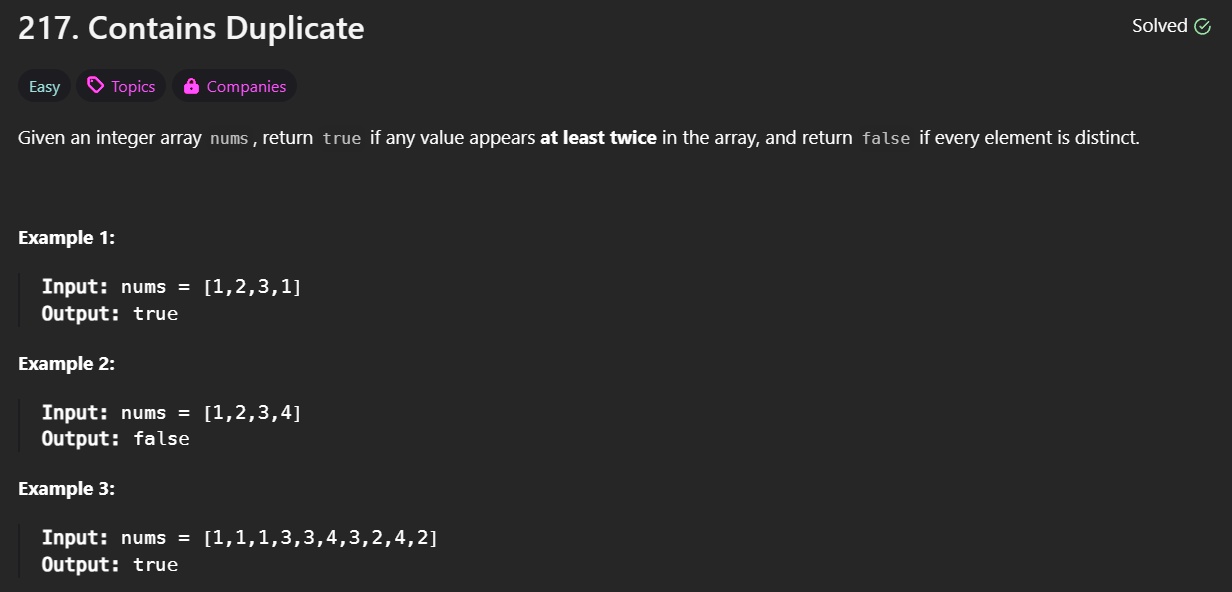 217. Contains Duplicate
Solved
Easy
Topics
Companies
Given an integer array nums, return true if any value appears at least twice in the array, and return false if every element is distinct.
Example 1:
Input: nums = [1,2,3,1]
Output: true
Example 2:
Input: nums = [1,2,3,4]
Output: false
Example 3:
Input: nums = [1,1,1,3,3,4,3,2,4,2]
Output: true